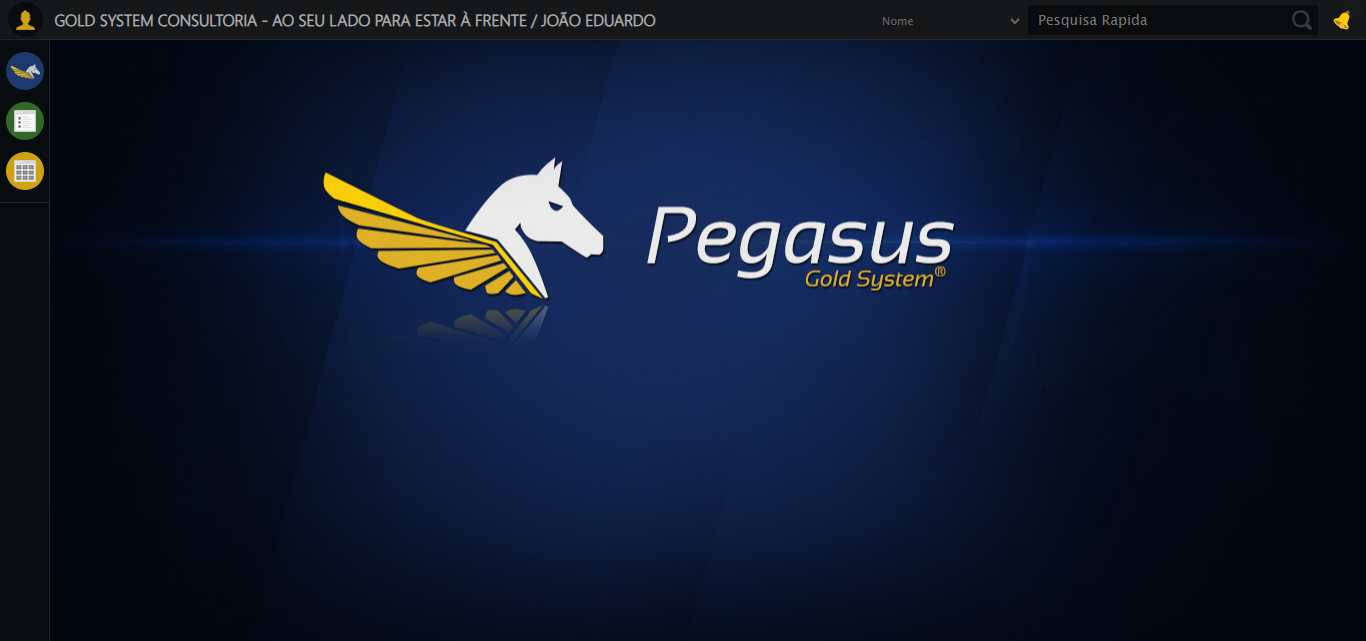 GOLD SYSTEM CONSULTORIA - AO SEU LADO PARA ESTAR À FRENTE / JOÃO EDUARDO
Nome
Pesquisa Rapida
Pegasus
Gold System®